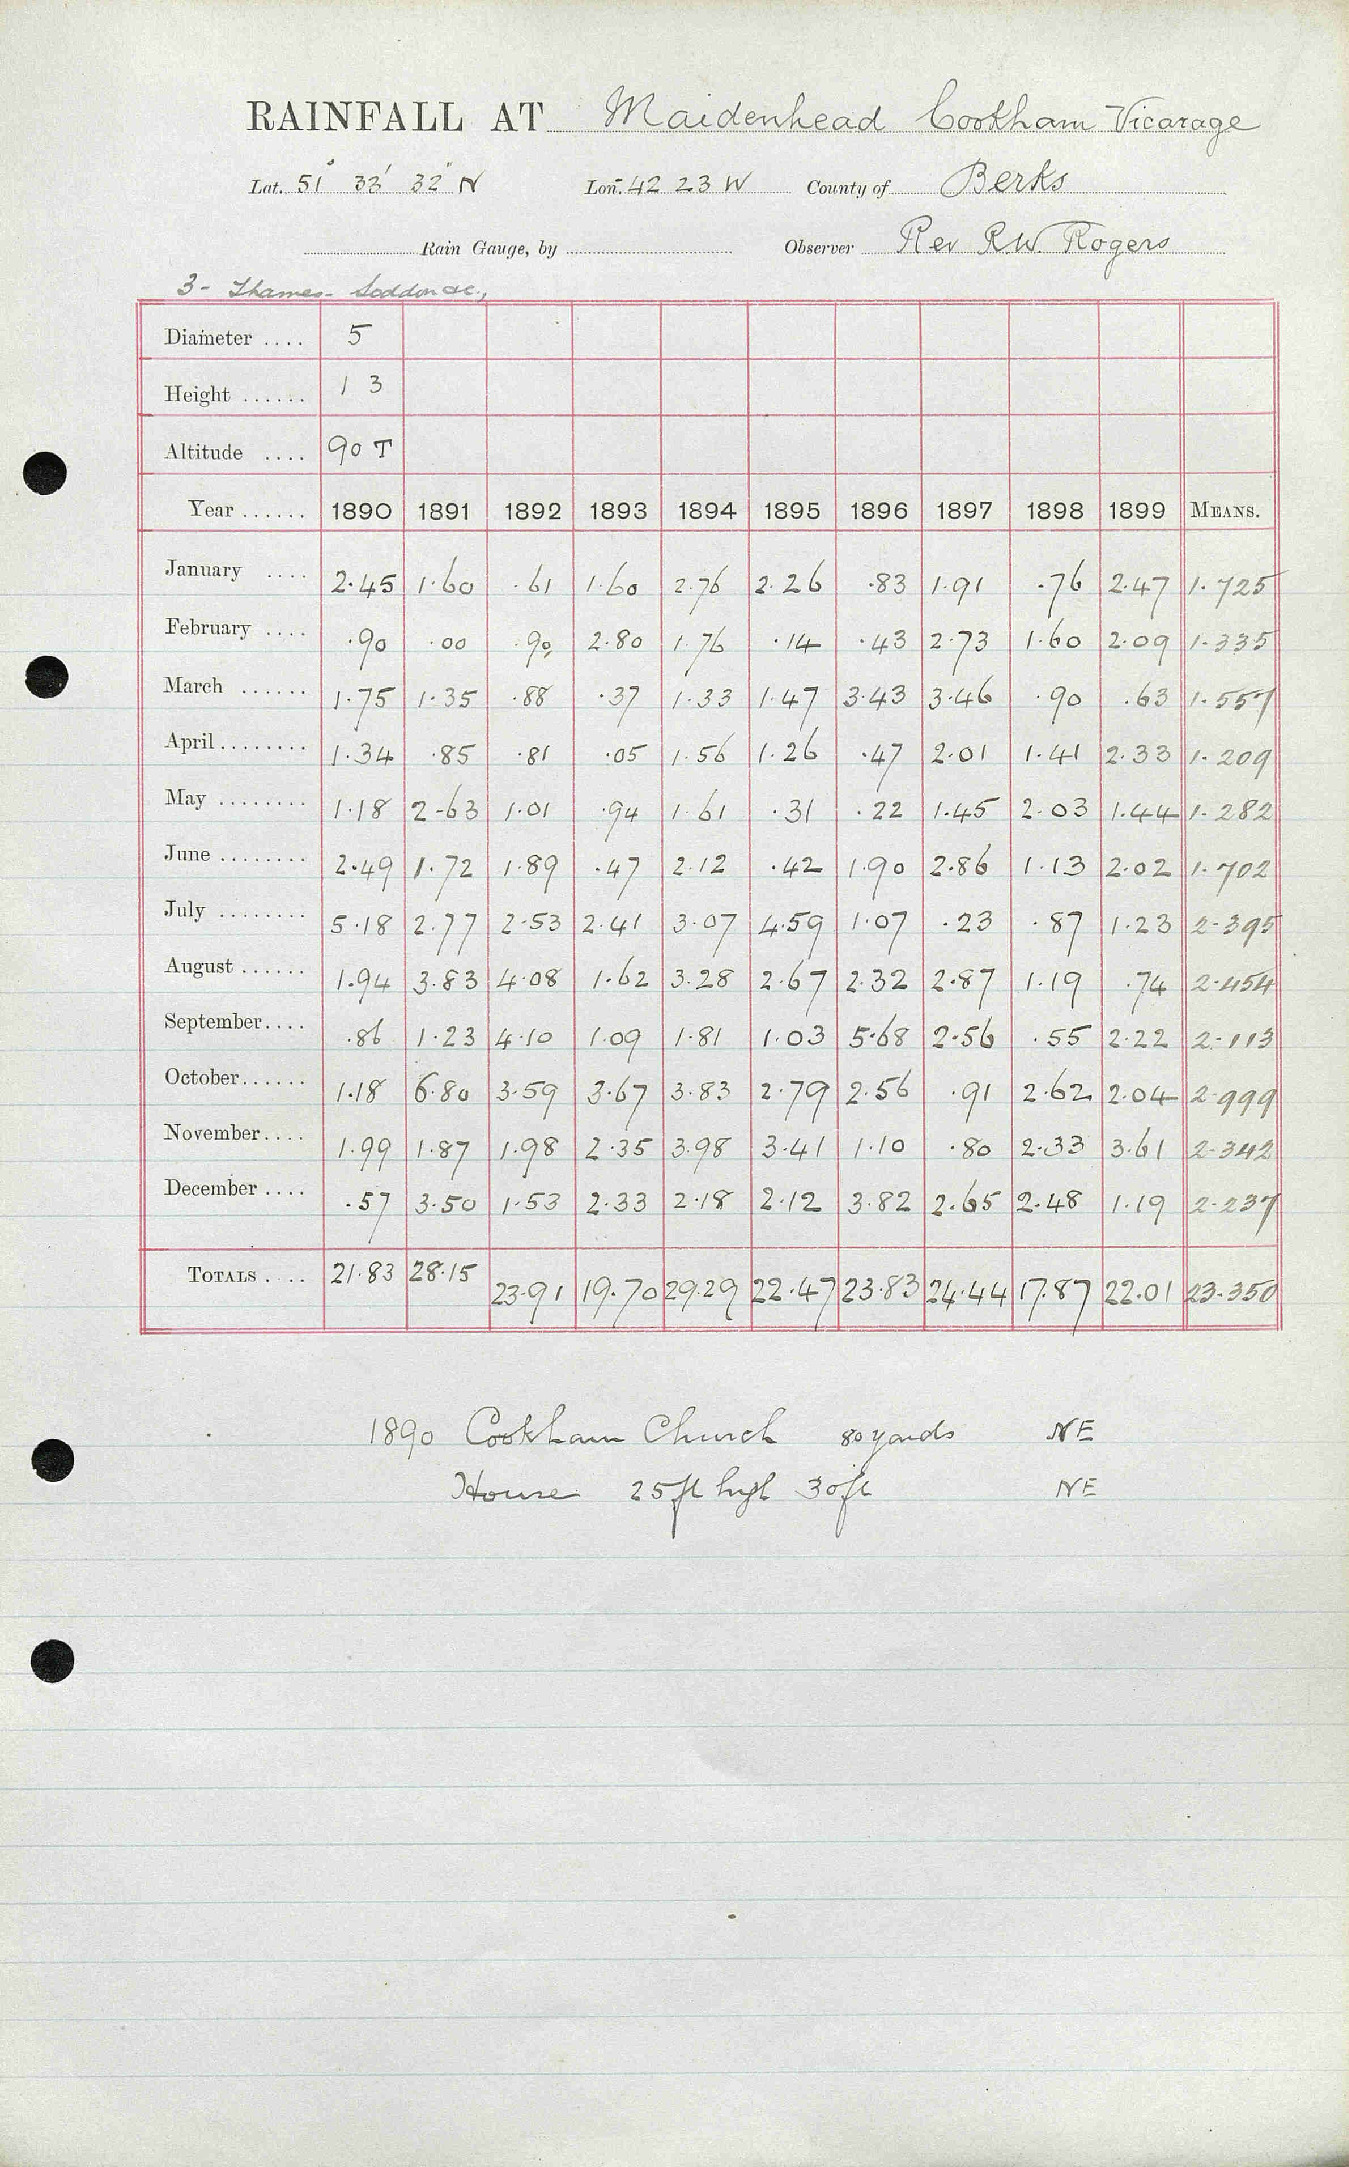 RAINFALL AT Maidenhead Cookham Vicarage
Lat. 51° 33' 32" N Lon. 42 23 W County of Berks
Rain Gauge, by Observer Rev R.W. Rogers
3 - Thames -
Diameter .... 5
Height ...... 1 3
Altitude .... 90 T
Year ...... 1890 1891 1892 1893 1894 1895 1896 1897 1898 1899 MEANS.
January .... 2.45 1.60 .61 1.60 2.76 2.26 .83 1.91 .76 2.47 1.725
February .... .90 .00 .90 2.80 1.76 .14 .43 2.73 1.60 2.09 1.335
March ...... 1.75 1.35 .88 .37 1.33 1.47 3.43 3.46 .90 .63 1.557
April........ 1.34 .85 .81 .05 1.56 1.26 .47 2.01 1.41 2.33 1.209
May ........ 1.18 2.63 1.01 .94 1.61 .31 .22 1.45 2.03 1.44 1.282
June ........ 2.49 1.72 1.89 .47 2.12 .42 1.90 2.86 1.13 2.02 1.702
July ........ 5.18 2.77 2.53 2.41 3.07 4.59 1.07 .23 .87 1.23 2.395
August ...... 1.94 3.83 4.08 1.62 3.28 2.67 2.32 2.87 1.19 .74 2.454
September.... .86 1.23 4.10 1.09 1.81 1.03 5.68 2.56 .55 2.22 2.113
October...... 1.18 6.80 3.59 3.67 3.83 2.79 2.56 .91 2.62 2.04 2.999
November.... 1.99 1.87 1.98 2.35 3.98 3.41 1.10 .80 2.33 3.61 2.342
December .... .57 3.50 1.53 2.33 2.18 2.12 3.82 2.65 2.48 1.19 2.237
TOTALS .... 21.83 28.15 23.91 19.70 29.29 22.47 23.83 24.44 17.87 22.01 23.350
1890 Cookham Church 80 yards NE
House 25 ft high 30 ft NE